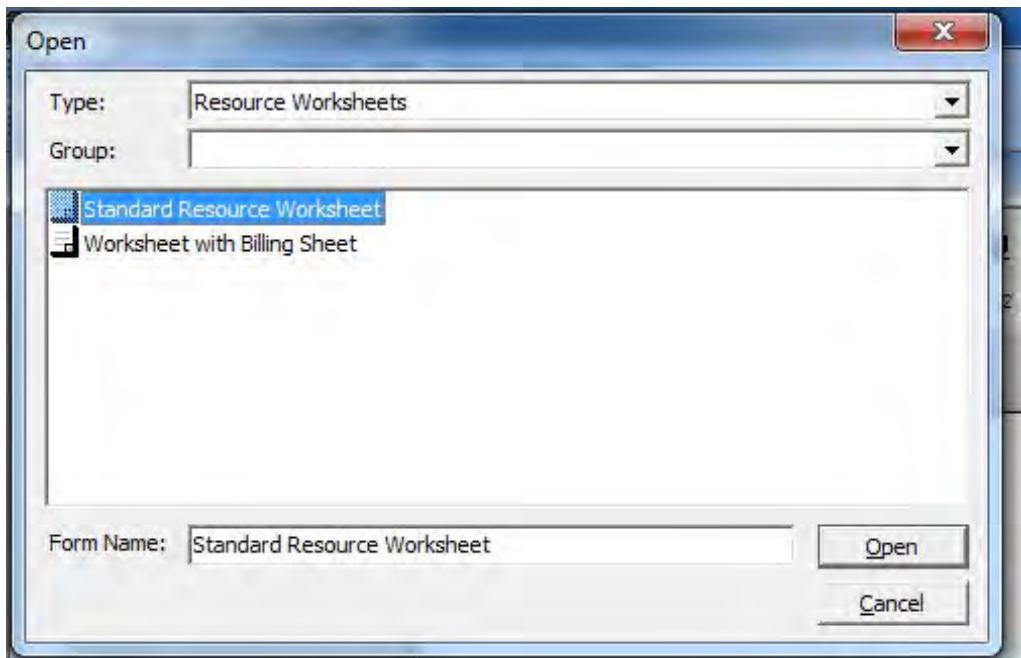 Open
Type: Resource Worksheets
Group:
Standard Resource Worksheet
Worksheet with Billing Sheet
Form Name: Standard Resource Worksheet
Open
Cancel